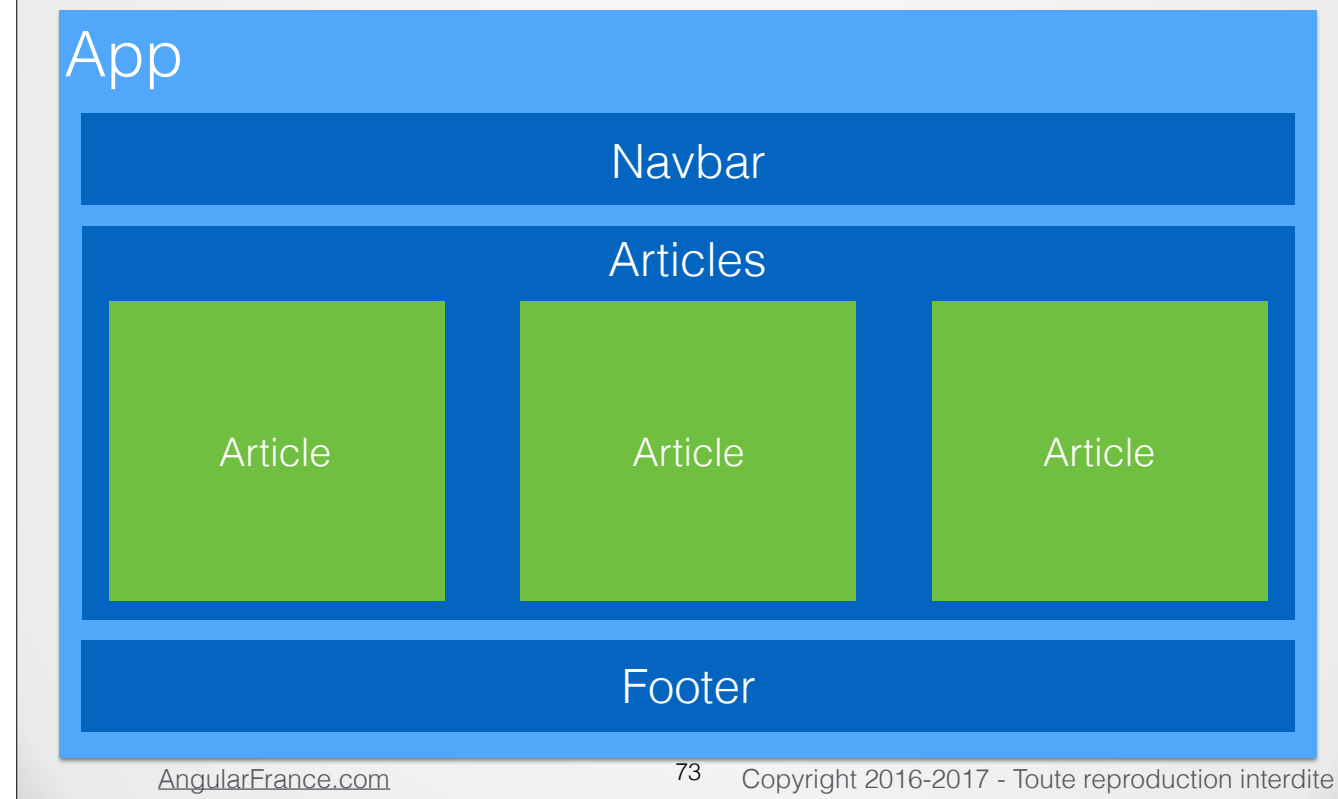 App
Navbar
Articles
Article Article Article
Footer
AngularFrance.com 73 Copyright 2016-2017 - Toute reproduction interdite